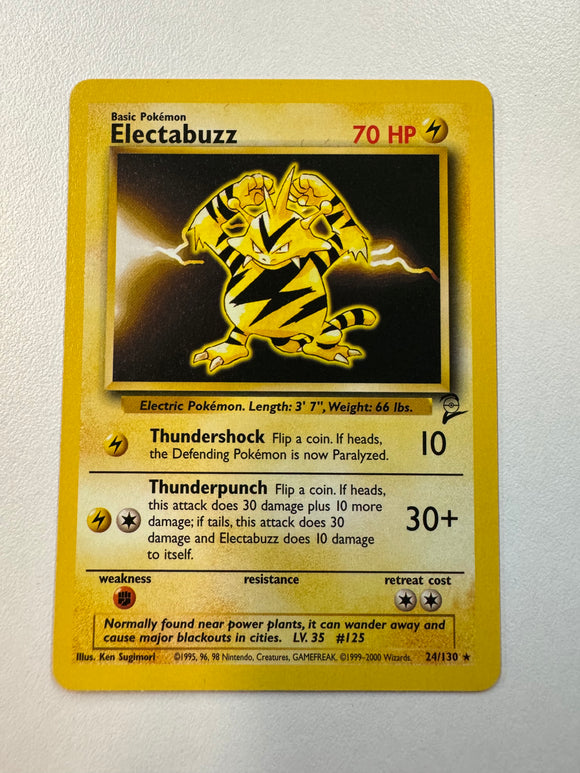 Basic Pokémon
Electabuzz 70 HP
Electric Pokémon. Length: 3' 7", Weight: 66 lbs.
Thundershock Flip a coin. If heads,
the Defending Pokémon is now Paralyzed.
10
Thunderpunch Flip a coin. If heads,
this attack does 30 damage plus 10 more
damage; if tails, this attack does 30
damage and Electabuzz does 10 damage
to itself.
30+
weakness resistance retreat cost
Normally found near power plants, it can wander away and
cause major blackouts in cities. LV. 35 #125
Illus. Ken Sugimori ©1995, 96, 98 Nintendo, Creatures, GAMEFREAK. ©1999-2000 Wizards. 24/130 ★